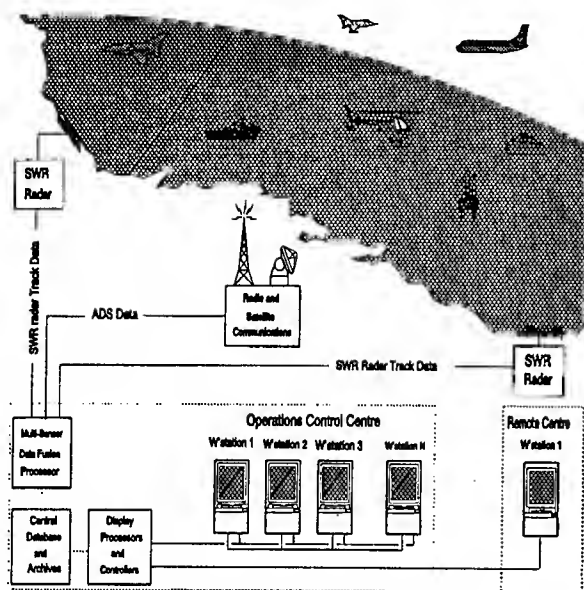 SWR
Radar
SWR radar Track Data
ADS Data
Radio and
Satellite
Communications
SWR Radar Track Data
SWR
Radar
Multi-Sensor
Data Fusion
Processor
Operations Control Centre
W'station 1
W'station 2
W'station 3
W'station N
Remote Centre
W'station 1
Central
Database
and
Archives
Display
Processors
and
Controllers